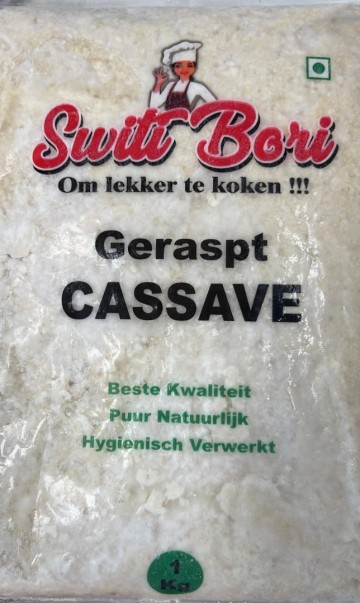 Switi Bori
Om lekker te koken !!!
Geraspt
CASSAVE
Beste Kwaliteit
Puur Natuurlijk
Hygienisch Verwerkt
1
Kg